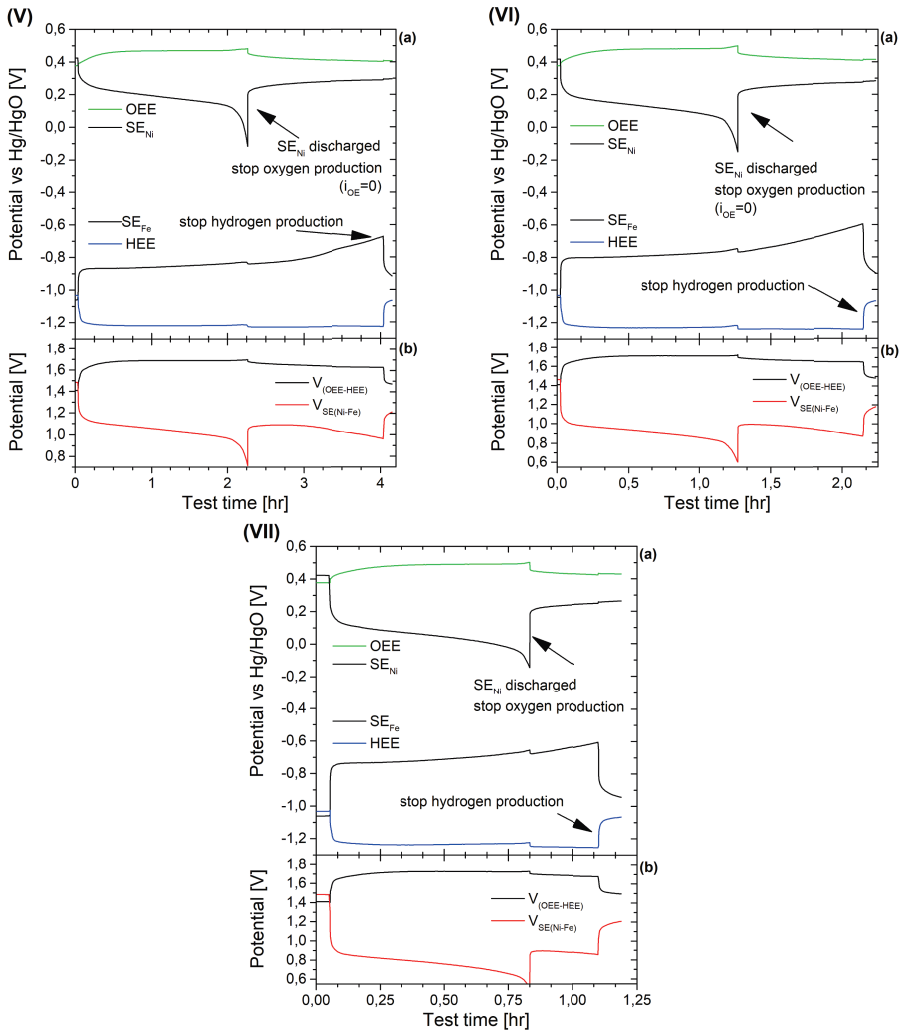 (V)
(a)
0,6
0,4
0,2
0,0
-0,2
-0,4
-0,6
-0,8
-1,0
-1,2
Potential vs Hg/HgO [V]
OEE
SE_Ni
SE_Ni discharged
stop oxygen production
(i_OE=0)
stop hydrogen production
SE_Fe
HEE
(b)
1,8
1,6
1,4
1,2
1,0
0,8
Potential [V]
V_(OEE-HEE)
V_SE(Ni-Fe)
0 1 2 3 4
Test time [hr]
(VI)
(a)
0,6
0,4
0,2
0,0
-0,2
-0,4
-0,6
-0,8
-1,0
-1,2
Potential vs Hg/HgO [V]
OEE
SE_Ni
SE_Ni discharged
stop oxygen production
(i_OE=0)
SE_Fe
HEE
stop hydrogen production
(b)
1,8
1,6
1,4
1,2
1,0
0,8
0,6
Potential [V]
V_(OEE-HEE)
V_SE(Ni-Fe)
0,0 0,5 1,0 1,5 2,0
Test time [hr]
(VII)
(a)
0,6
0,4
0,2
0,0
-0,2
-0,4
-0,6
-0,8
-1,0
-1,2
Potential vs Hg/HgO [V]
OEE
SE_Ni
SE_Ni discharged
stop oxygen production
SE_Fe
HEE
stop hydrogen production
(b)
1,8
1,6
1,4
1,2
1,0
0,8
0,6
Potential [V]
V_(OEE-HEE)
V_SE(Ni-Fe)
0,00 0,25 0,50 0,75 1,00 1,25
Test time [hr]